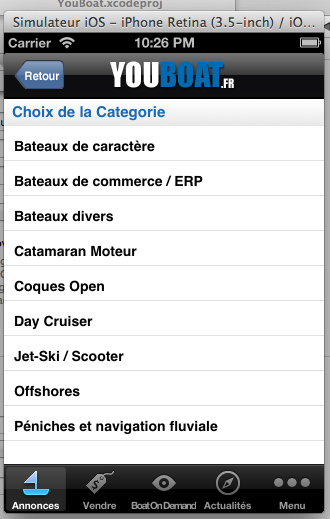 YouBoat.xcodeproj
Simulateur iOS – iPhone Retina (3.5-inch) / iO...
Carrier 10:26 PM
Retour YOUBOAT.FR
Choix de la Categorie
Bateaux de caractère
Bateaux de commerce / ERP
Bateaux divers
Catamaran Moteur
Coques Open
Day Cruiser
Jet-Ski / Scooter
Offshores
Péniches et navigation fluviale
Annonces Vendre BoatOnDemand Actualités Menu